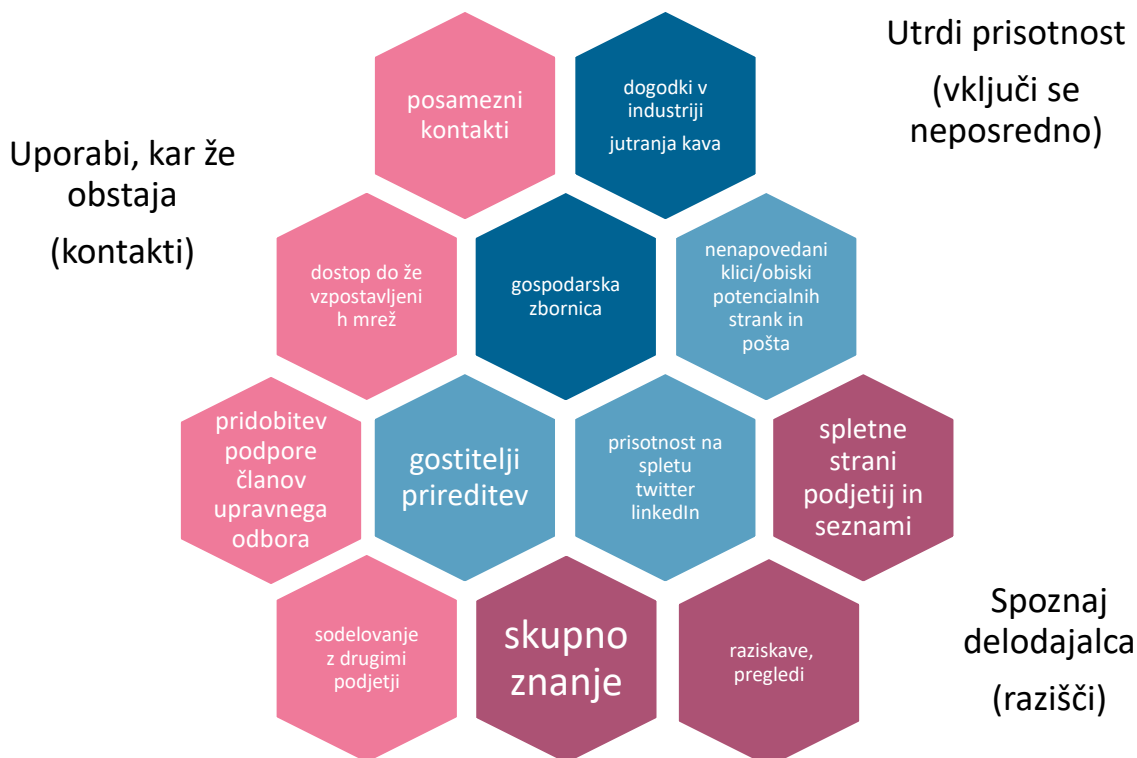 Utrdi prisotnost
(vključi se
neposredno)
Uporabi, kar že
obstaja
(kontakti)
posamezni
kontakti
dogodki v
industriji
jutranja kava
dostop do že
vzpostavljeni
h mrež
gospodarska
zbornica
nenapovedani
klici/obiski
potencialnih
strank in
pošta
pridobitev
podpore
članov
upravnega
odbora
gostitelji
prireditev
prisotnost na
spletu
twitter
linkedIn
spletne
strani
podjetij in
seznami
sodelovanje
z drugimi
podjetji
skupno
znanje
raziskave,
pregledi
Spoznaj
delodajalca
(razišči)